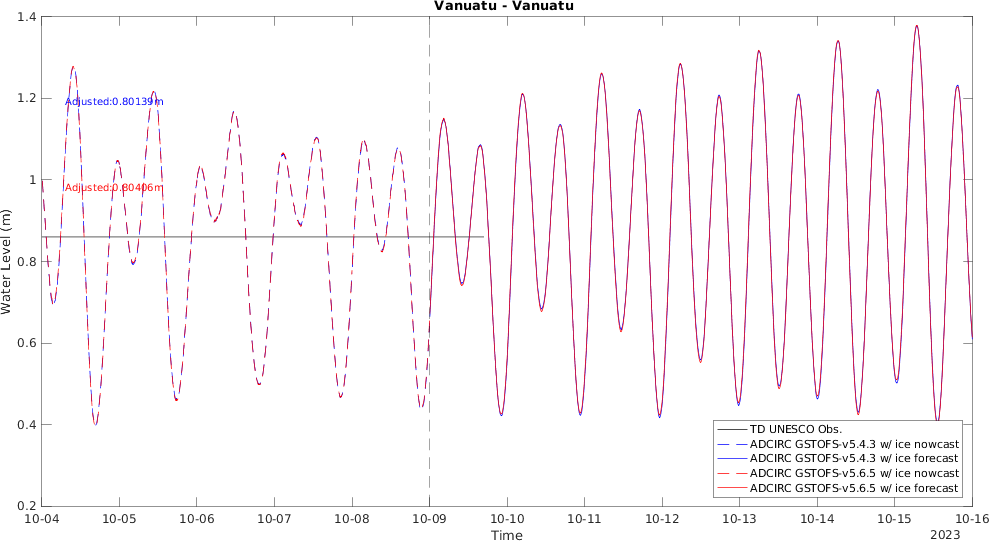 Vanuatu - Vanuatu
1.4
1.2
1
0.8
0.6
0.4
0.2
Water Level (m)
Adjusted:0.80139m
Adjusted:0.80406m
TD UNESCO Obs.
ADCIRC GSTOFS-v5.4.3 w/ ice nowcast
ADCIRC GSTOFS-v5.4.3 w/ ice forecast
ADCIRC GSTOFS-v5.6.5 w/ ice nowcast
ADCIRC GSTOFS-v5.6.5 w/ ice forecast
10-04 10-05 10-06 10-07 10-08 10-09 10-10 10-11 10-12 10-13 10-14 10-15 10-16
Time
2023